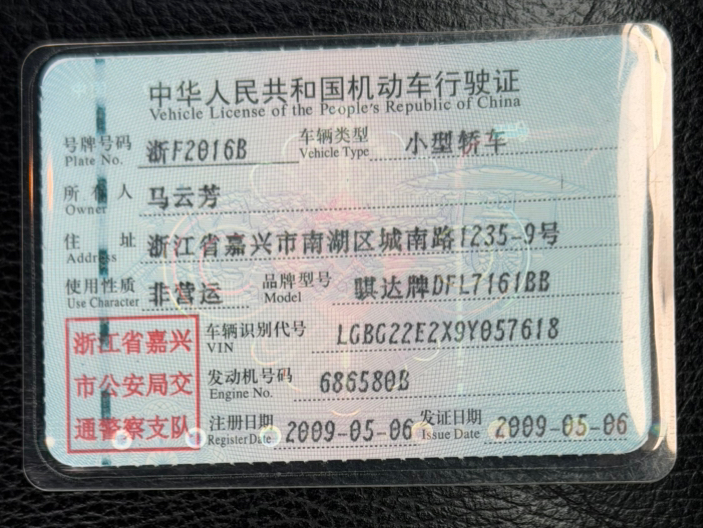 中华人民共和国机动车行驶证
Vehicle License of the People's Republic of China
号牌号码 浙F2016B 车辆类型 小型轿车
Plate No. Vehicle Type
所有人 马云芳
Owner
住址 浙江省嘉兴市南湖区城南路1235-9号
Address
使用性质 非营运 品牌型号 骐达牌DFL7161BB
Use Character Model
浙江省嘉兴
市公安局交
通警察支队
车辆识别代号 LGBG22E2X9Y057618
VIN
发动机号码 686580B
Engine No.
注册日期 2009-05-06 发证日期 2009-05-06
Register Date Issue Date